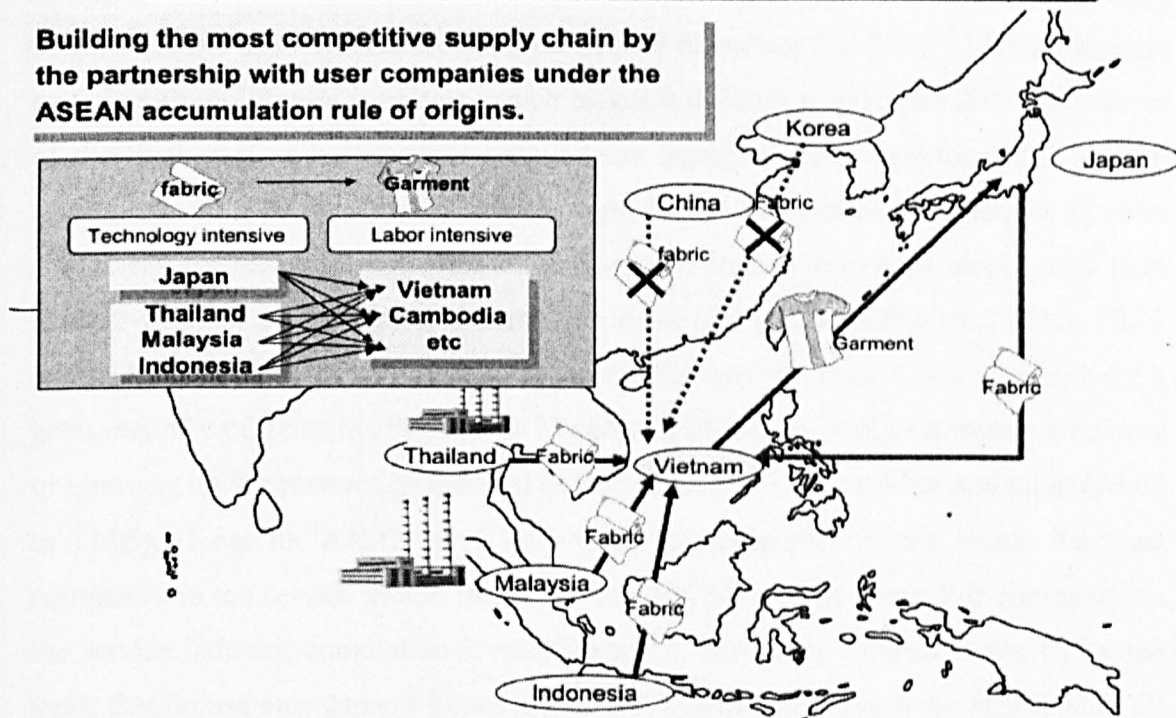 Building the most competitive supply chain by
the partnership with user companies under the
ASEAN accumulation rule of origins.
fabric
Garment
Technology intensive
Labor intensive
Japan
Thailand
Malaysia
Indonesia
Vietnam
Cambodia
etc
Korea
Japan
China
Fabric
fabric
Garment
Fabric
Thailand
Fabric
Vietnam
Fabric
Malaysia
Fabric
Indonesia